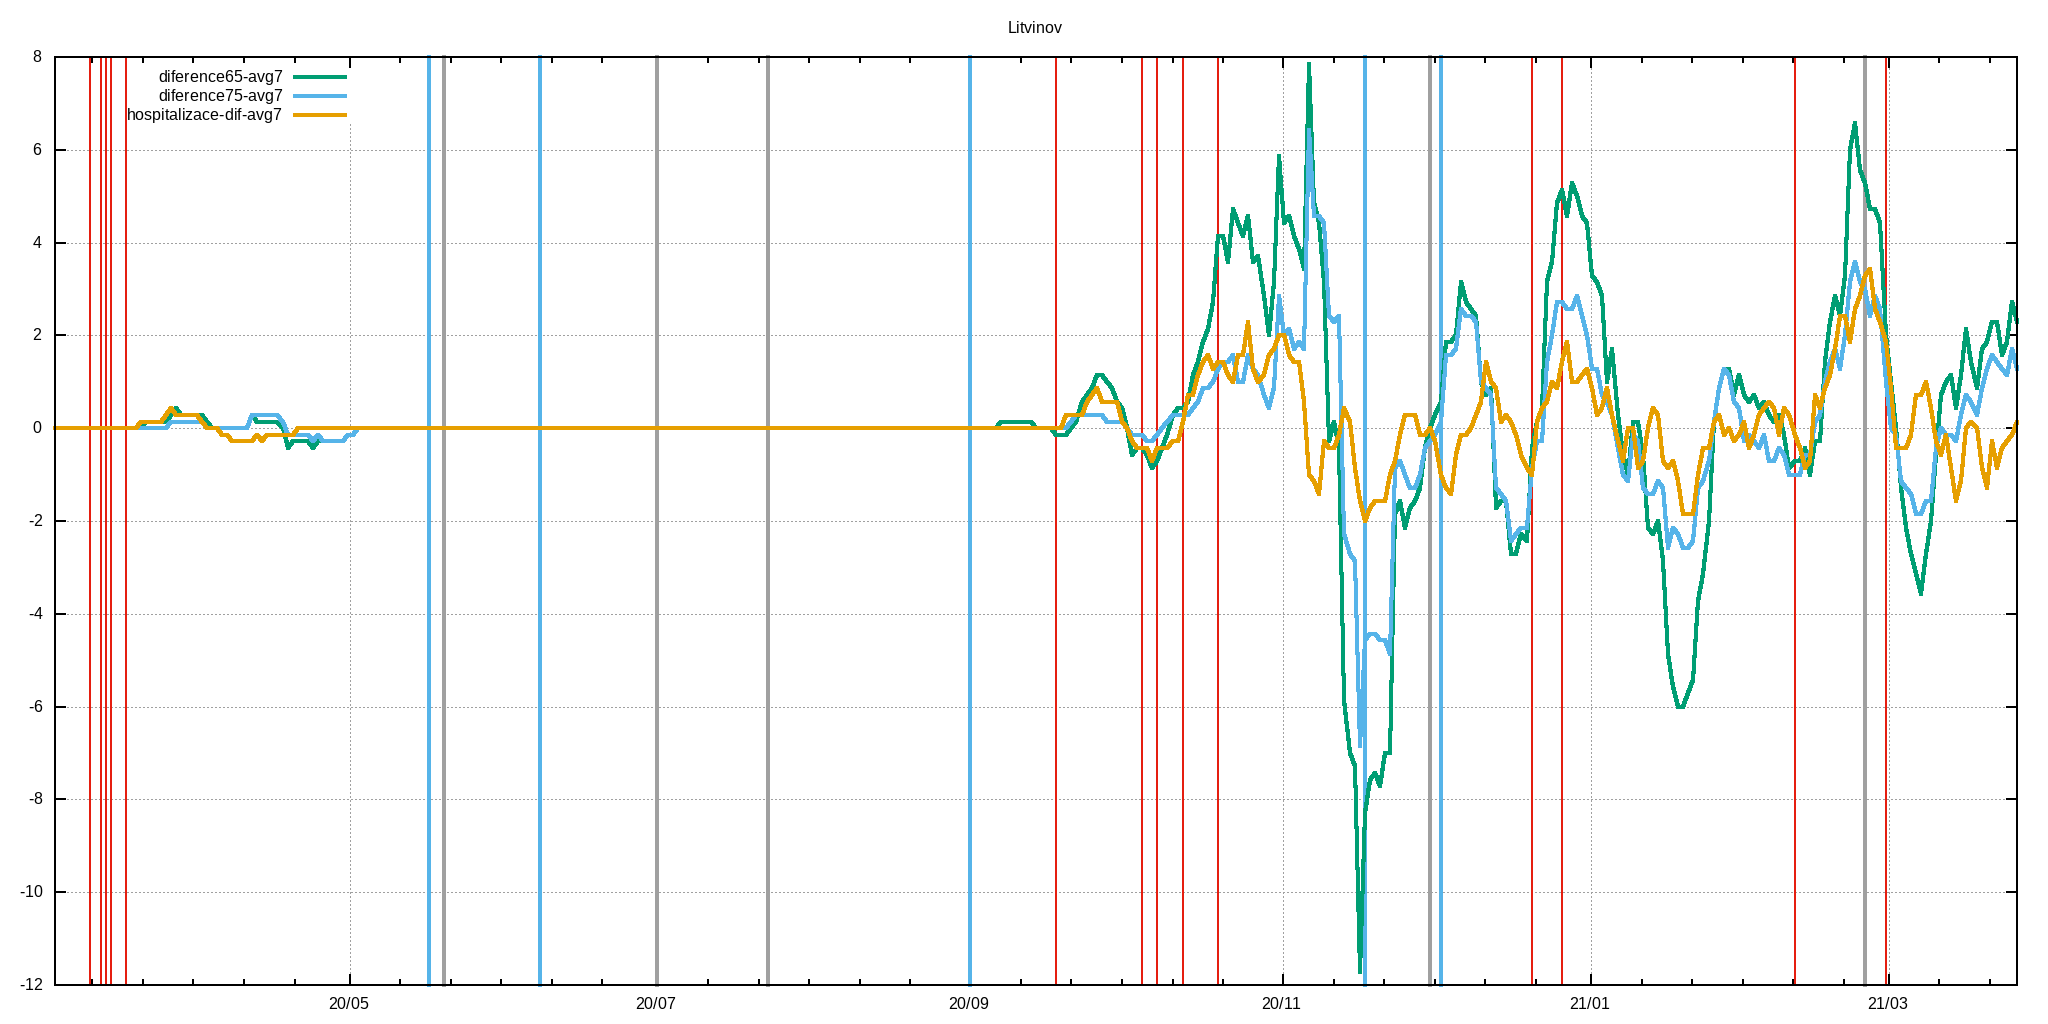 Litvinov
diference65-avg7
diference75-avg7
hospitalizace-dif-avg7
8
6
4
2
0
-2
-4
-6
-8
-10
-12
20/05 20/07 20/09 20/11 21/01 21/03